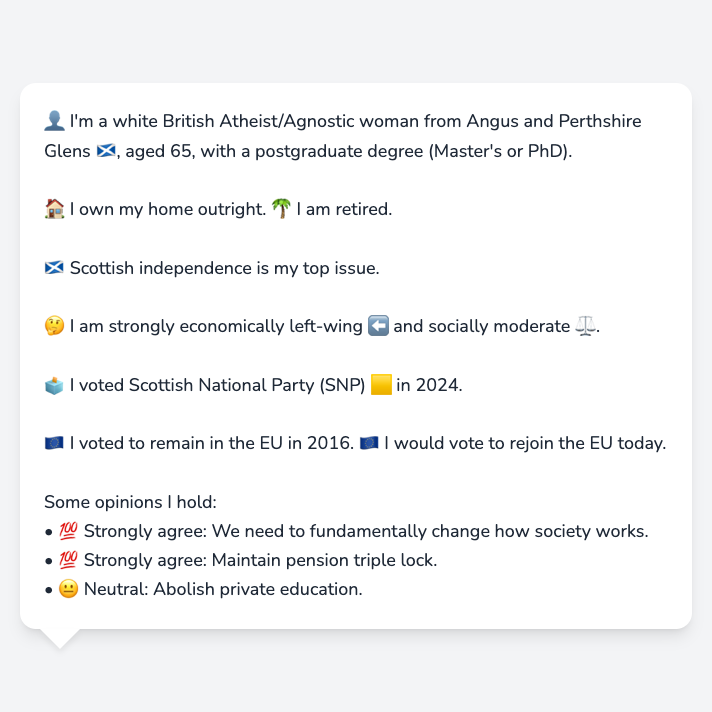 👤 I'm a white British Atheist/Agnostic woman from Angus and Perthshire
Glens 🏴󠁧󠁢󠁳󠁣󠁴󠁿, aged 65, with a postgraduate degree (Master's or PhD).
🏠 I own my home outright. 🌴 I am retired.
🏴󠁧󠁢󠁳󠁣󠁴󠁿 Scottish independence is my top issue.
🤔 I am strongly economically left-wing ⬅️ and socially moderate ⚖️.
🗳️ I voted Scottish National Party (SNP) 🟨 in 2024.
🇪🇺 I voted to remain in the EU in 2016. 🇪🇺 I would vote to rejoin the EU today.
Some opinions I hold:
• 💯 Strongly agree: We need to fundamentally change how society works.
• 💯 Strongly agree: Maintain pension triple lock.
• 😐 Neutral: Abolish private education.